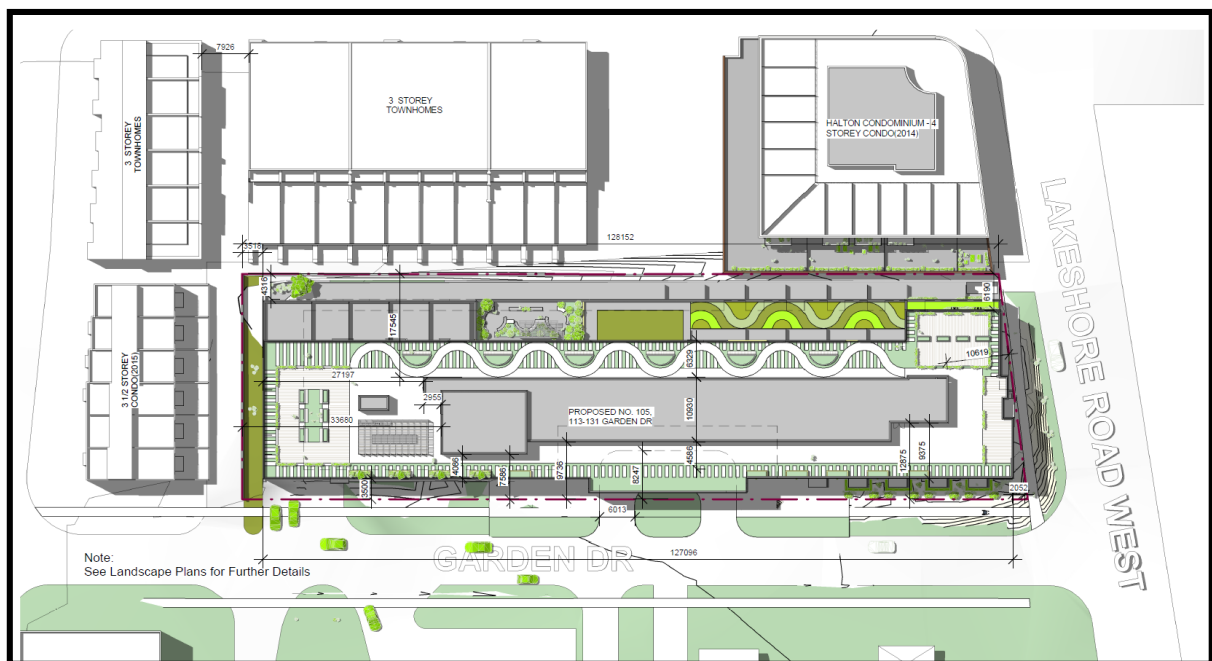 7926
3 STOREY
TOWNHOMES
3 STOREY
TOWNHOMES
HALTON CONDOMINIUM - 4
STOREY CONDO(2014)
LAKESHORE ROAD WEST
128152
3518
4316
6190
17545
6329
10619
27197
2955
33680
10930
PROPOSED NO. 105,
113-131 GARDEN DR
3 1/2 STOREY
CONDO(2015)
4086
7586
9735
8247
4586
12875
9375
3500
2052
6013
GARDEN DR
127096
Note:
See Landscape Plans for Further Details